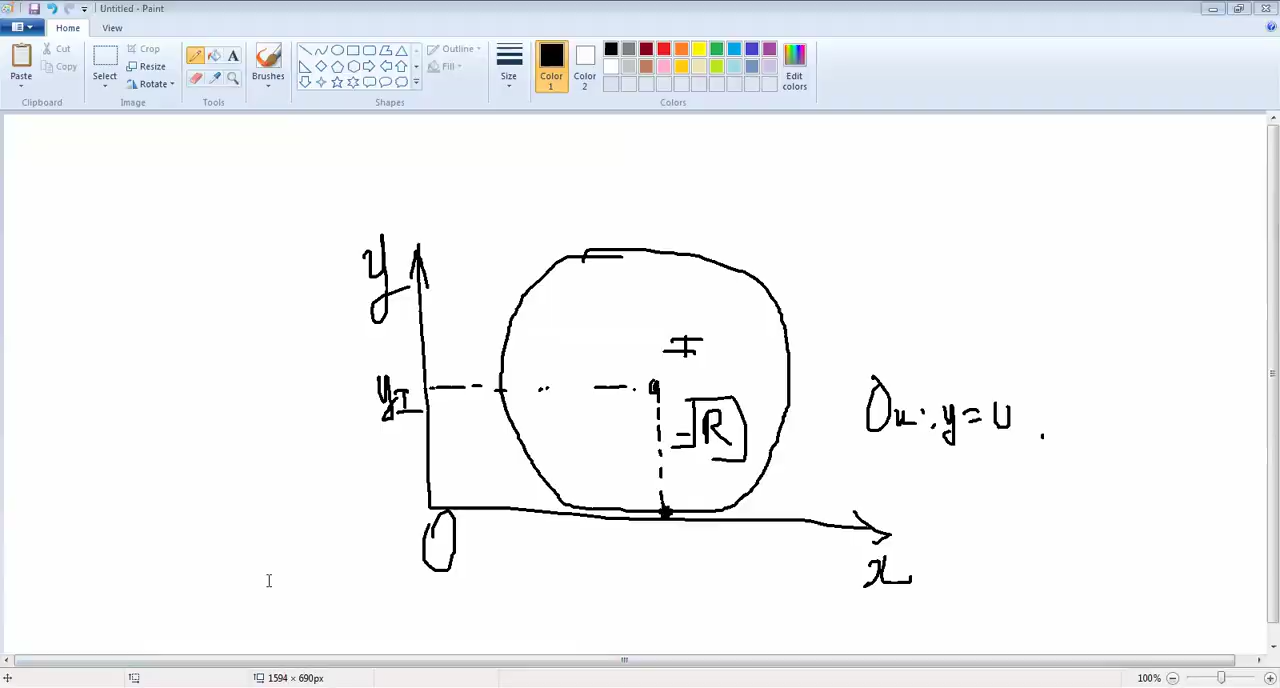 Untitled - Paint
Home View
Paste Cut Copy Select Crop Resize Rotate Brushes Outline Fill Size Color 1 Color 2 Edit colors
Clipboard Image Tools Shapes Colors
y
I
yI
R
Ox: y = 0
O
x
100%
1594 × 690px